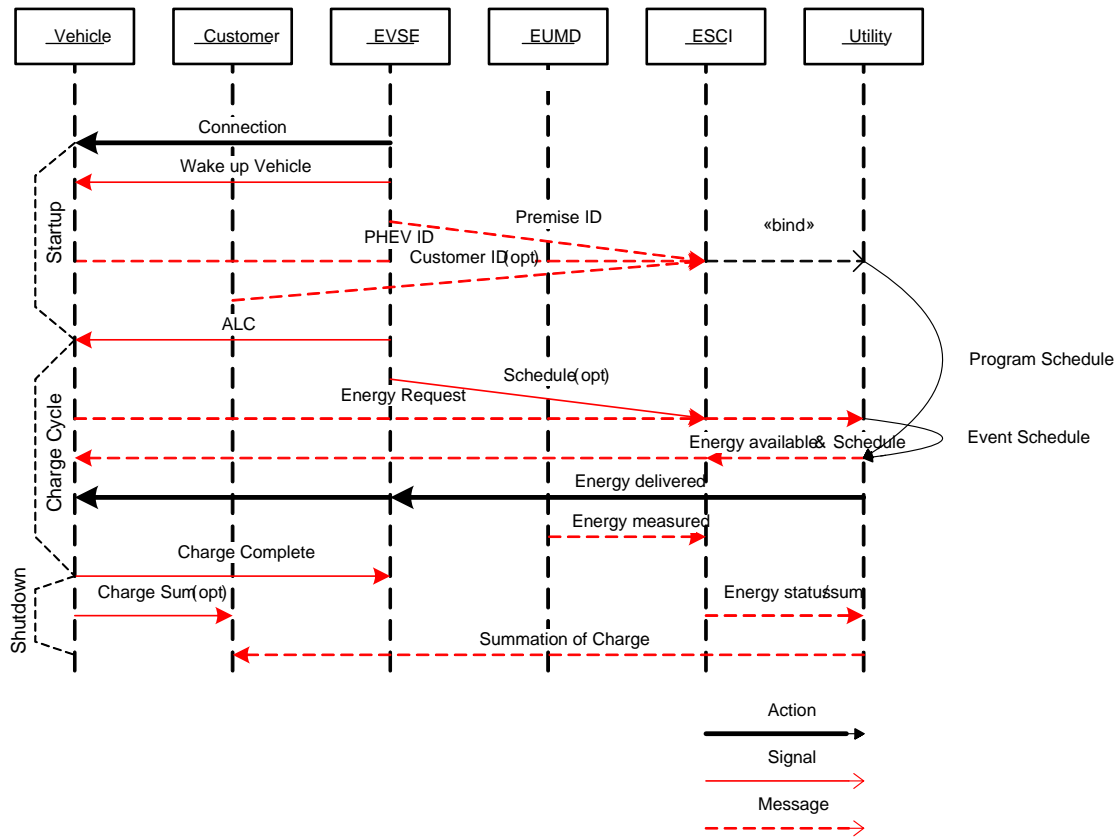 Vehicle
Customer
EVSE
EUMD
ESCI
Utility
Connection
Wake up Vehicle
Premise ID
«bind»
PHEV ID
Customer ID(opt)
Startup
ALC
Program Schedule
Schedule(opt)
Energy Request
Event Schedule
Energy available& Schedule
Charge Cycle
Energy delivered
Energy measured
Charge Complete
Charge Sum(opt)
Energy status/sum
Shutdown
Summation of Charge
Action
Signal
Message